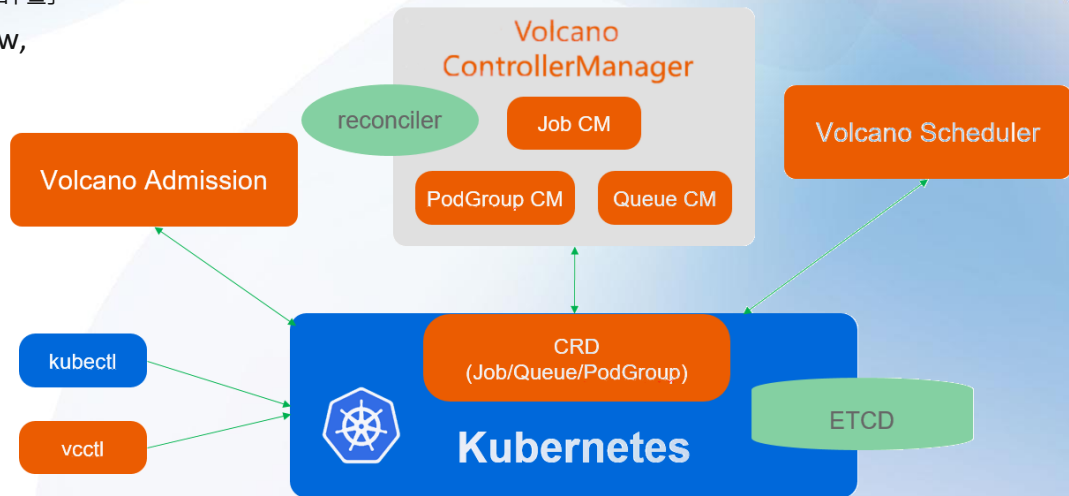 w,
Volcano
ControllerManager
reconciler
Job CM
Volcano Scheduler
Volcano Admission
PodGroup CM
Queue CM
kubectl
CRD
(Job/Queue/PodGroup)
ETCD
vcctl
Kubernetes